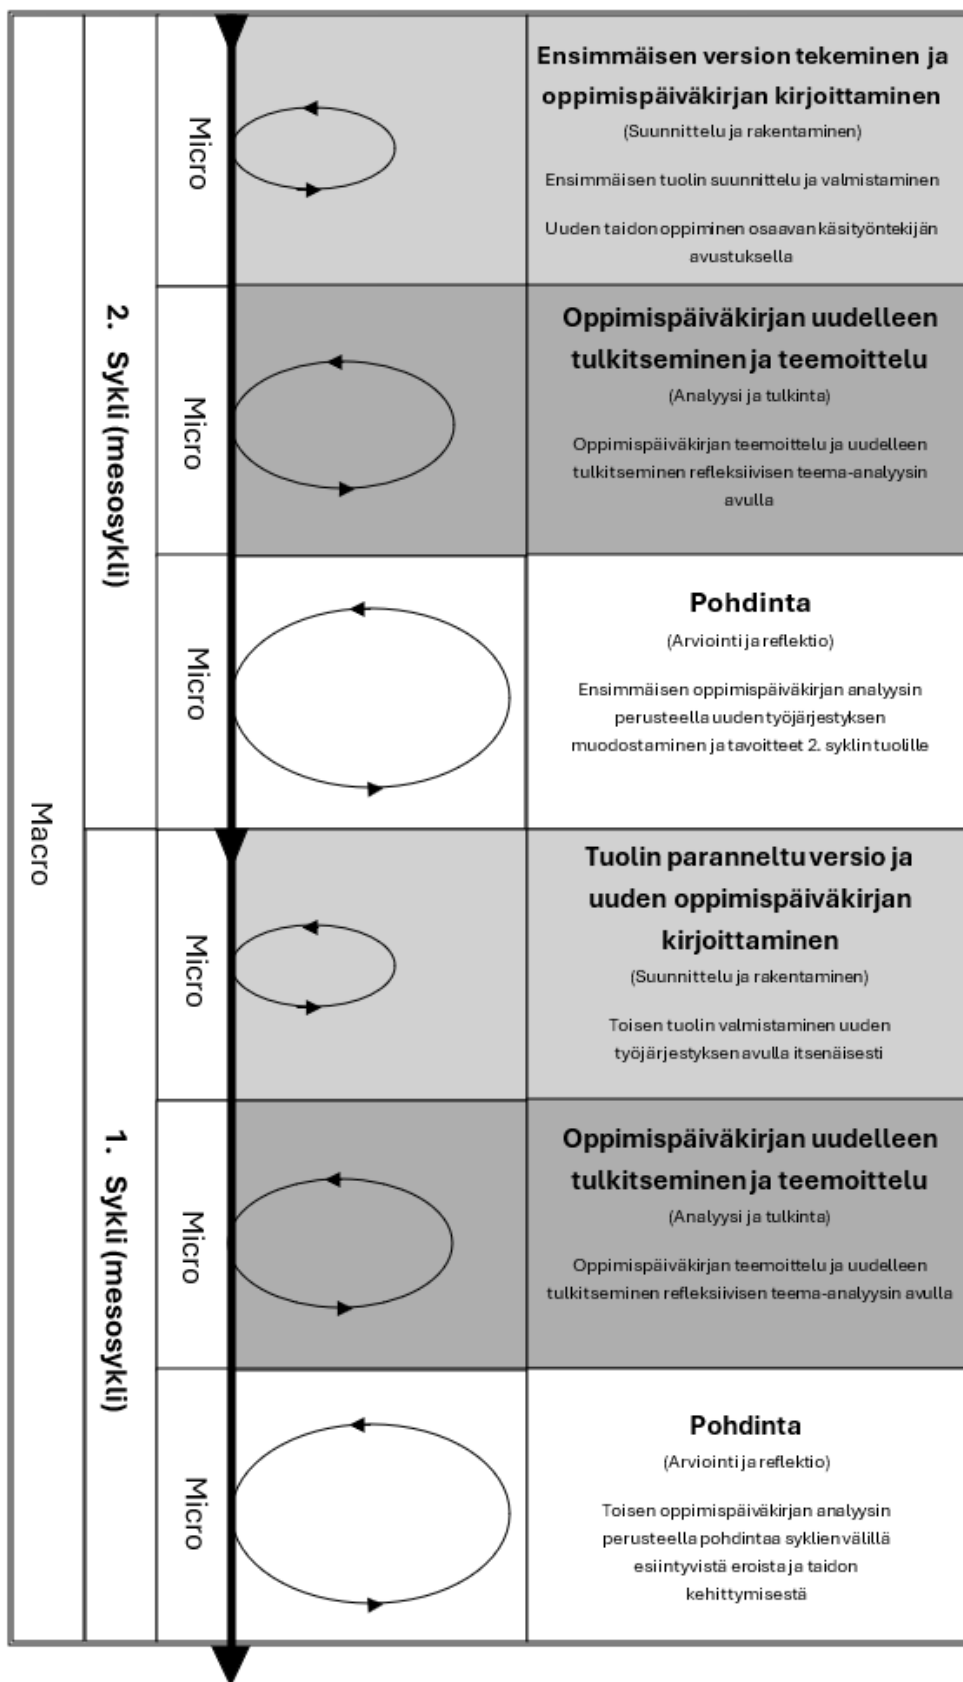 Macro
2. Sykli (mesosykli)
Micro
Ensimmäisen version tekeminen ja
oppimispäiväkirjan kirjoittaminen
(Suunnittelu ja rakentaminen)
Ensimmäisen tuolin suunnittelu ja valmistaminen
Uuden taidon oppiminen osaavan käsityöntekijän
avustuksella
Micro
Oppimispäiväkirjan uudelleen
tulkitseminen ja teemoittelu
(Analyysi ja tulkinta)
Oppimispäiväkirjan teemoittelu ja uudelleen
tulkitseminen refleksiivisen teema-analyysin
avulla
Micro
Pohdinta
(Arviointi ja reflektio)
Ensimmäisen oppimispäiväkirjan analyysin
perusteella uuden työjärjestyksen
muodostaminen ja tavoitteet 2. syklin tuolille
1. Sykli (mesosykli)
Micro
Tuolin paranneltu versio ja
uuden oppimispäiväkirjan
kirjoittaminen
(Suunnittelu ja rakentaminen)
Toisen tuolin valmistaminen uuden
työjärjestyksen avulla itsenäisesti
Micro
Oppimispäiväkirjan uudelleen
tulkitseminen ja teemoittelu
(Analyysi ja tulkinta)
Oppimispäiväkirjan teemoittelu ja uudelleen
tulkitseminen refleksiivisen teema-analyysin avulla
Micro
Pohdinta
(Arviointi ja reflektio)
Toisen oppimispäiväkirjan analyysin
perusteella pohdintaa syklien välillä
esiintyvistä eroista ja taidon
kehittymisestä